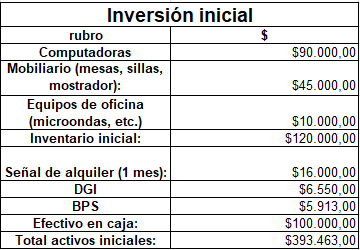 Inversión inicial
rubro $
Computadoras $90.000,00
Mobiliario (mesas, sillas,
mostrador): $45.000,00
Equipos de oficina
(microondas, etc.) $10.000,00
Inventario inicial: $120.000,00
Señal de alquiler (1 mes): $16.000,00
DGI $6.550,00
BPS $5.913,00
Efectivo en caja: $100.000,00
Total activos iniciales: $393.463,00